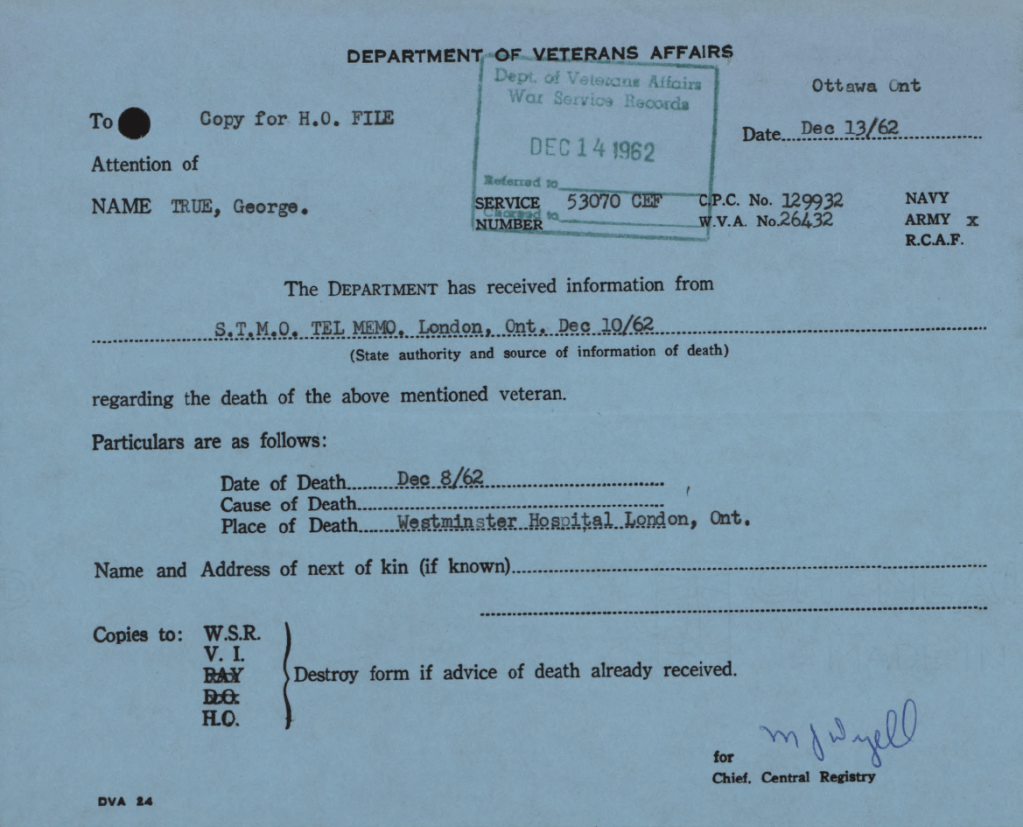 DEPARTMENT OF VETERANS AFFAIRS
Dept. of Veterans Affairs
War Service Records
DEC 14 1962
Referred to
Charged to
Ottawa Ont
To Copy for H.O. FILE
Date Dec 13/62
Attention of
NAME TRUE, George.
SERVICE NUMBER 53070 CEF
C.P.C. No. 129932
W.V.A. No. 26432
NAVY
ARMY x
R.C.A.F.
The DEPARTMENT has received information from
S.T.M.O. TEL MEMO. London, Ont. Dec 10/62
(State authority and source of information of death)
regarding the death of the above mentioned veteran.
Particulars are as follows:
Date of Death Dec 8/62
Cause of Death
Place of Death Westminster Hospital London, Ont.
Name and Address of next of kin (if known)
Copies to: W.S.R.
V. I.
PAY
D.O.
H.O.
Destroy form if advice of death already received.
M J Wyell
for
Chief, Central Registry
DVA 24